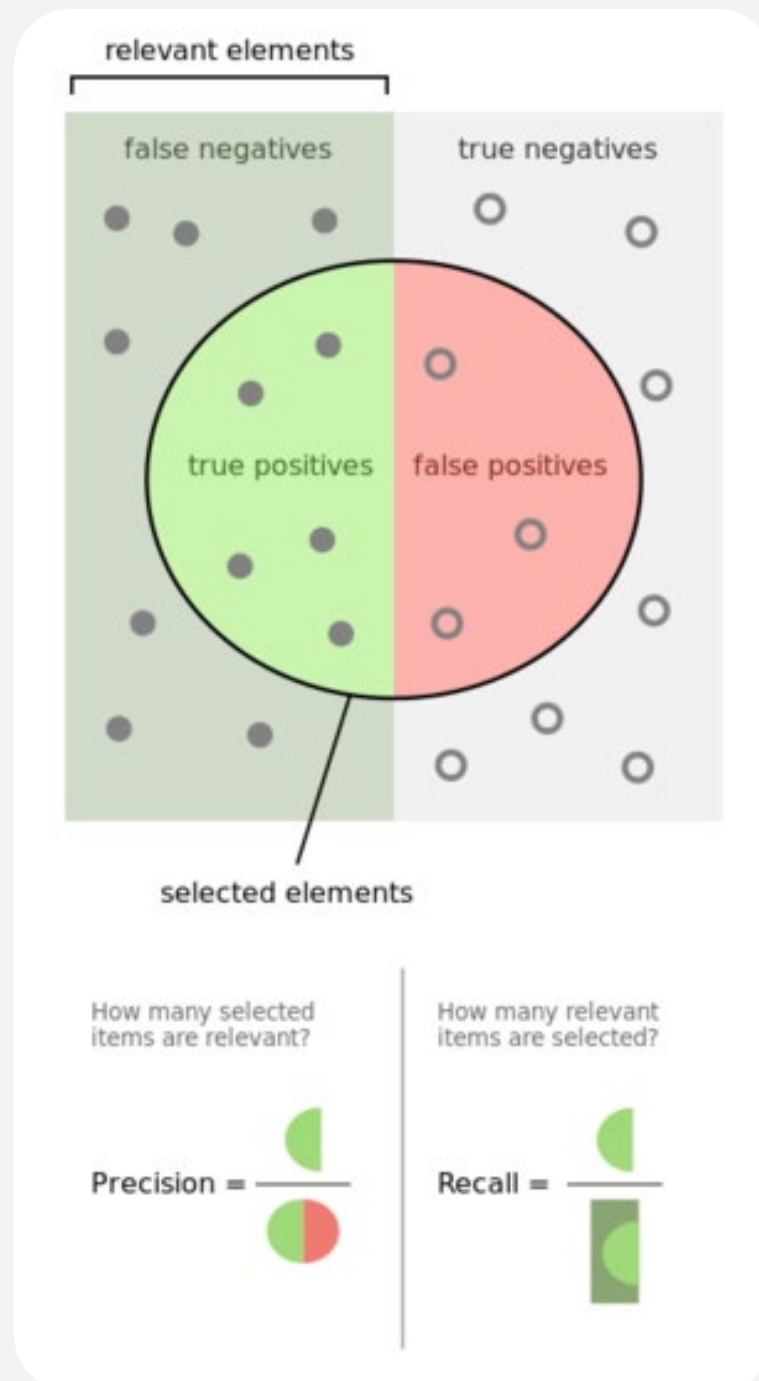 relevant elements
false negatives
true negatives
true positives
false positives
selected elements
How many selected
items are relevant?
Precision =
How many relevant
items are selected?
Recall =